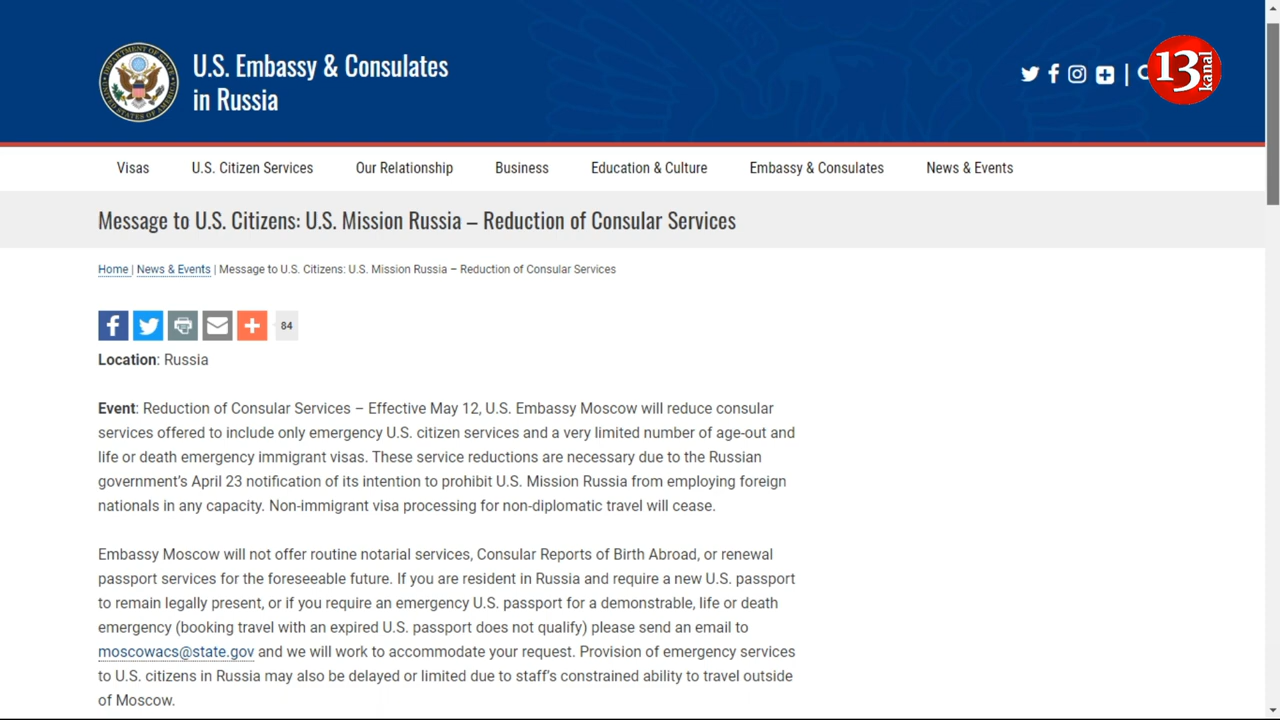 U.S. Embassy & Consulates
in Russia
13
kanal
Visas U.S. Citizen Services Our Relationship Business Education & Culture Embassy & Consulates News & Events
Message to U.S. Citizens: U.S. Mission Russia – Reduction of Consular Services
Home | News & Events | Message to U.S. Citizens: U.S. Mission Russia – Reduction of Consular Services
84
Location: Russia
Event: Reduction of Consular Services – Effective May 12, U.S. Embassy Moscow will reduce consular
services offered to include only emergency U.S. citizen services and a very limited number of age-out and
life or death emergency immigrant visas. These service reductions are necessary due to the Russian
government's April 23 notification of its intention to prohibit U.S. Mission Russia from employing foreign
nationals in any capacity. Non-immigrant visa processing for non-diplomatic travel will cease.
Embassy Moscow will not offer routine notarial services, Consular Reports of Birth Abroad, or renewal
passport services for the foreseeable future. If you are resident in Russia and require a new U.S. passport
to remain legally present, or if you require an emergency U.S. passport for a demonstrable, life or death
emergency (booking travel with an expired U.S. passport does not qualify) please send an email to
moscowacs@state.gov and we will work to accommodate your request. Provision of emergency services
to U.S. citizens in Russia may also be delayed or limited due to staff's constrained ability to travel outside
of Moscow.